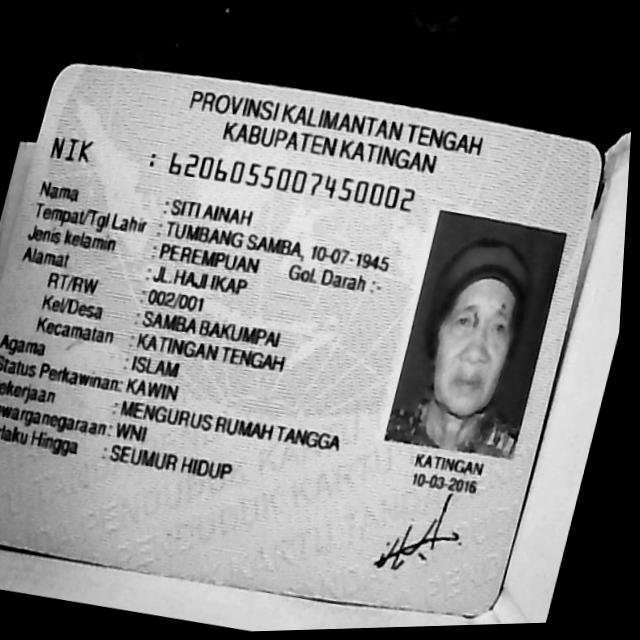 PROVINSI KALIMANTAN TENGAH
KABUPATEN KATINGAN
NIK : 6206055007450002
Nama : SITI AINAH
Tempat/Tgl Lahir : TUMBANG SAMBA, 10-07-1945
Jenis kelamin : PEREMPUAN Gol. Darah : -
Alamat : JL. HAJI IKAP
RT/RW : 002/001
Kel/Desa : SAMBA BAKUMPAI
Kecamatan : KATINGAN TENGAH
Agama : ISLAM
Status Perkawinan: KAWIN
ekerjaan : MENGURUS RUMAH TANGGA
ewarganegaraan: WNI
rlaku Hingga : SEUMUR HIDUP
KATINGAN
10-03-2016